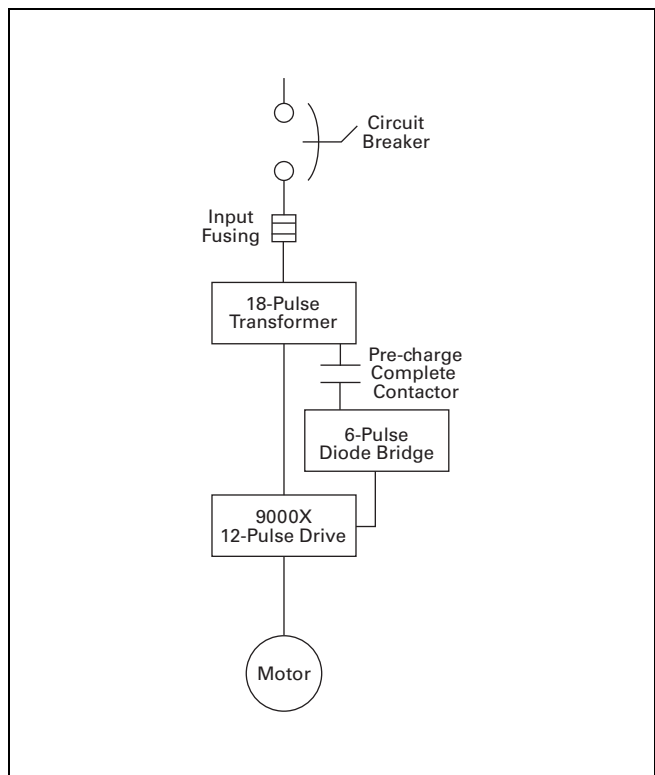 Circuit
Breaker
Input
Fusing
18-Pulse
Transformer
Pre-charge
Complete
Contactor
6-Pulse
Diode Bridge
9000X
12-Pulse Drive
Motor